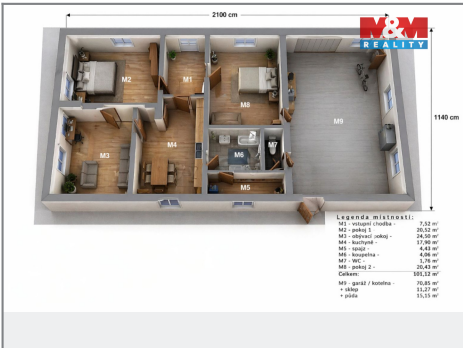 2100 cm
M&M
REALITY
1140 cm
M2
M1
M8
M9
M3
M4
M6
M7
M5
Legenda místností:
M1 - vstupní chodba - 7,52 m²
M2 - pokoj 1 20,52 m²
M3 - obývací pokoj - 24,50 m²
M4 - kuchyně - 17,90 m²
M5 - spajz - 4,43 m²
M6 - koupelna - 4,06 m²
M7 - WC - 1,76 m²
M8 - pokoj 2 - 20,43 m²
Celkem: 101,12 m²
M9 - garáž / kotelna - 70,85 m²
+ sklep 11,27 m²
+ půda 15,15 m²